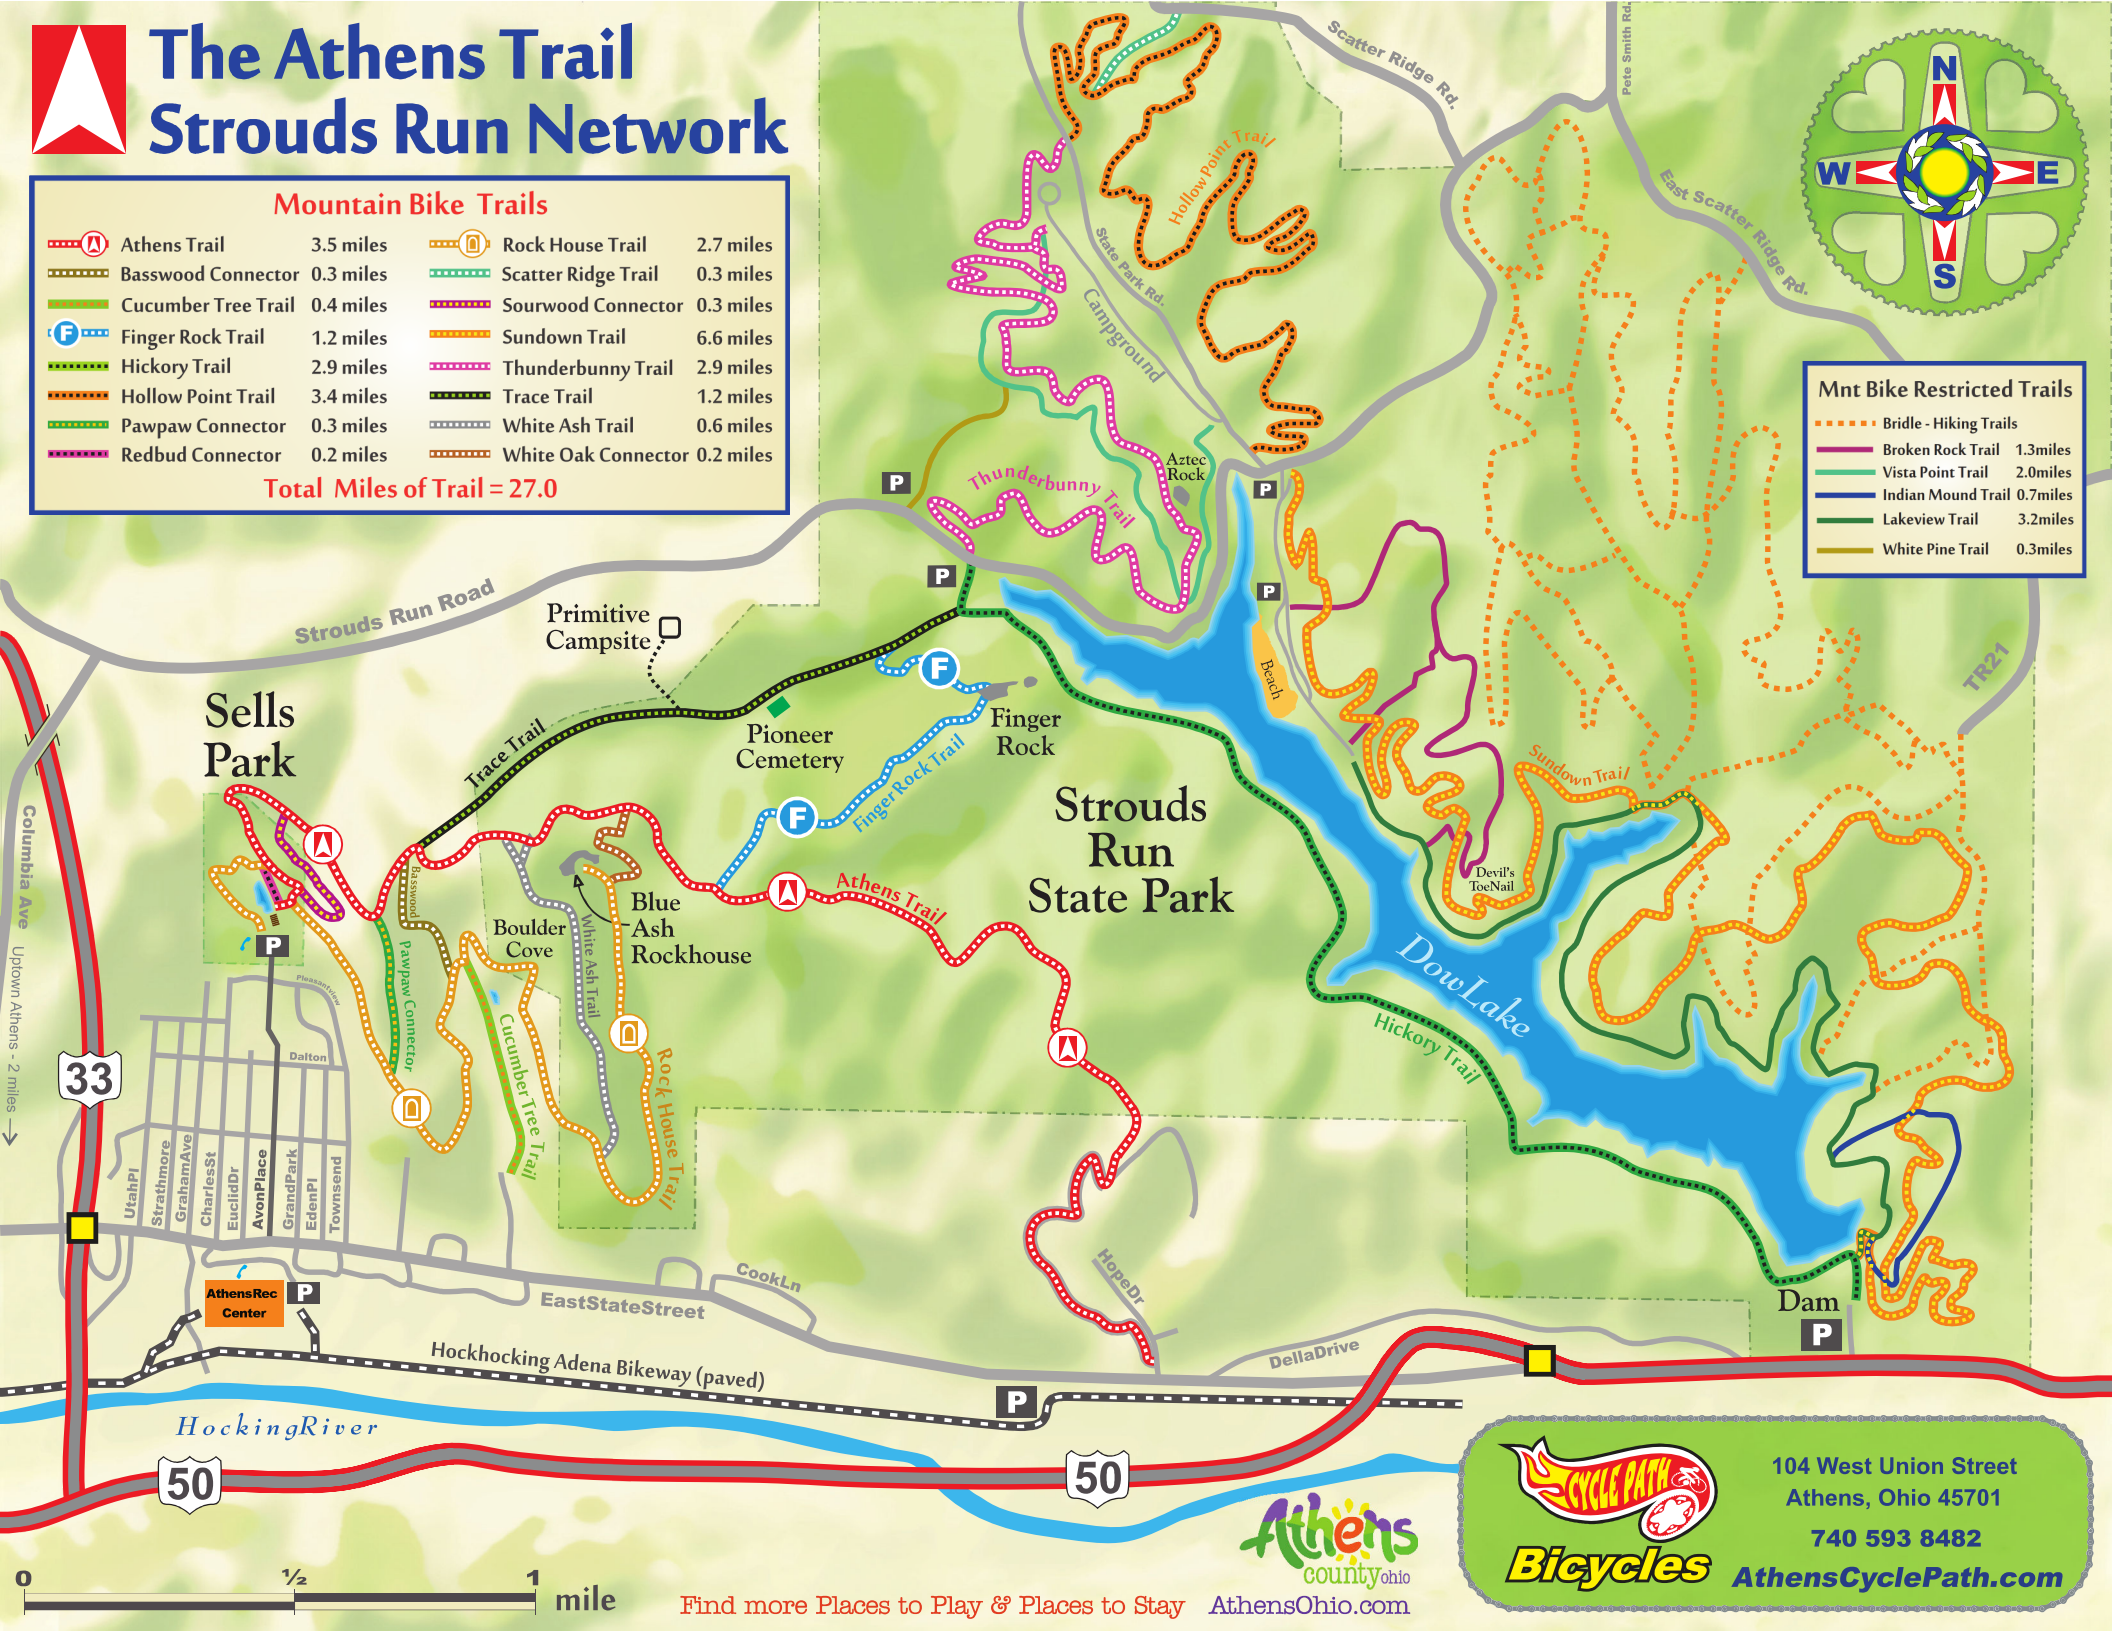 The Athens Trail
Strouds Run Network
Mountain Bike Trails
Athens Trail 3.5 miles
Basswood Connector 0.3 miles
Cucumber Tree Trail 0.4 miles
F Finger Rock Trail 1.2 miles
Hickory Trail 2.9 miles
Hollow Point Trail 3.4 miles
Pawpaw Connector 0.3 miles
Redbud Connector 0.2 miles
Rock House Trail 2.7 miles
Scatter Ridge Trail 0.3 miles
Sourwood Connector 0.3 miles
Sundown Trail 6.6 miles
Thunderbunny Trail 2.9 miles
Trace Trail 1.2 miles
White Ash Trail 0.6 miles
White Oak Connector 0.2 miles
Total Miles of Trail = 27.0
Scatter Ridge Rd.
Pete Smith Rd.
East Scatter Ridge Rd.
N
W
E
S
Mnt Bike Restricted Trails
Bridle - Hiking Trails
Broken Rock Trail 1.3miles
Vista Point Trail 2.0miles
Indian Mound Trail 0.7miles
Lakeview Trail 3.2miles
White Pine Trail 0.3miles
Hollow Point Trail
State Park Rd.
Campground
Aztec
Rock
Thunderbunny Trail
P
P
P
P
Strouds Run Road
Primitive
Campsite
TR21
Beach
Sells
Park
Trace Trail
Pioneer
Cemetery
F
Finger
Rock
F
Finger Rock Trail
Sundown Trail
Strouds
Run
State Park
Devil's
ToeNail
Columbia Ave
Uptown Athens - 2 miles
Basswood
Athens Trail
Blue
Ash
Rockhouse
Boulder
Cove
White Ash Trail
Pawpaw Connector
P
Pleasantview
Dalton
Cucumber Tree Trail
Rock House Trail
Dow Lake
Hickory Trail
33
UtahPl
Strathmore
GrahamAve
CharlesSt
EuclidDr
AvonPlace
GrandPark
EdenPl
Townsend
AthensRec
Center
P
EastStateStreet
CookLn
HopeDr
DellaDrive
Dam
P
Hockhocking Adena Bikeway (paved)
P
HockingRiver
50
50
0 ½ 1
mile
Find more Places to Play & Places to Stay AthensOhio.com
Athens
county ohio
CYCLE PATH
Bicycles
104 West Union Street
Athens, Ohio 45701
740 593 8482
AthensCyclePath.com